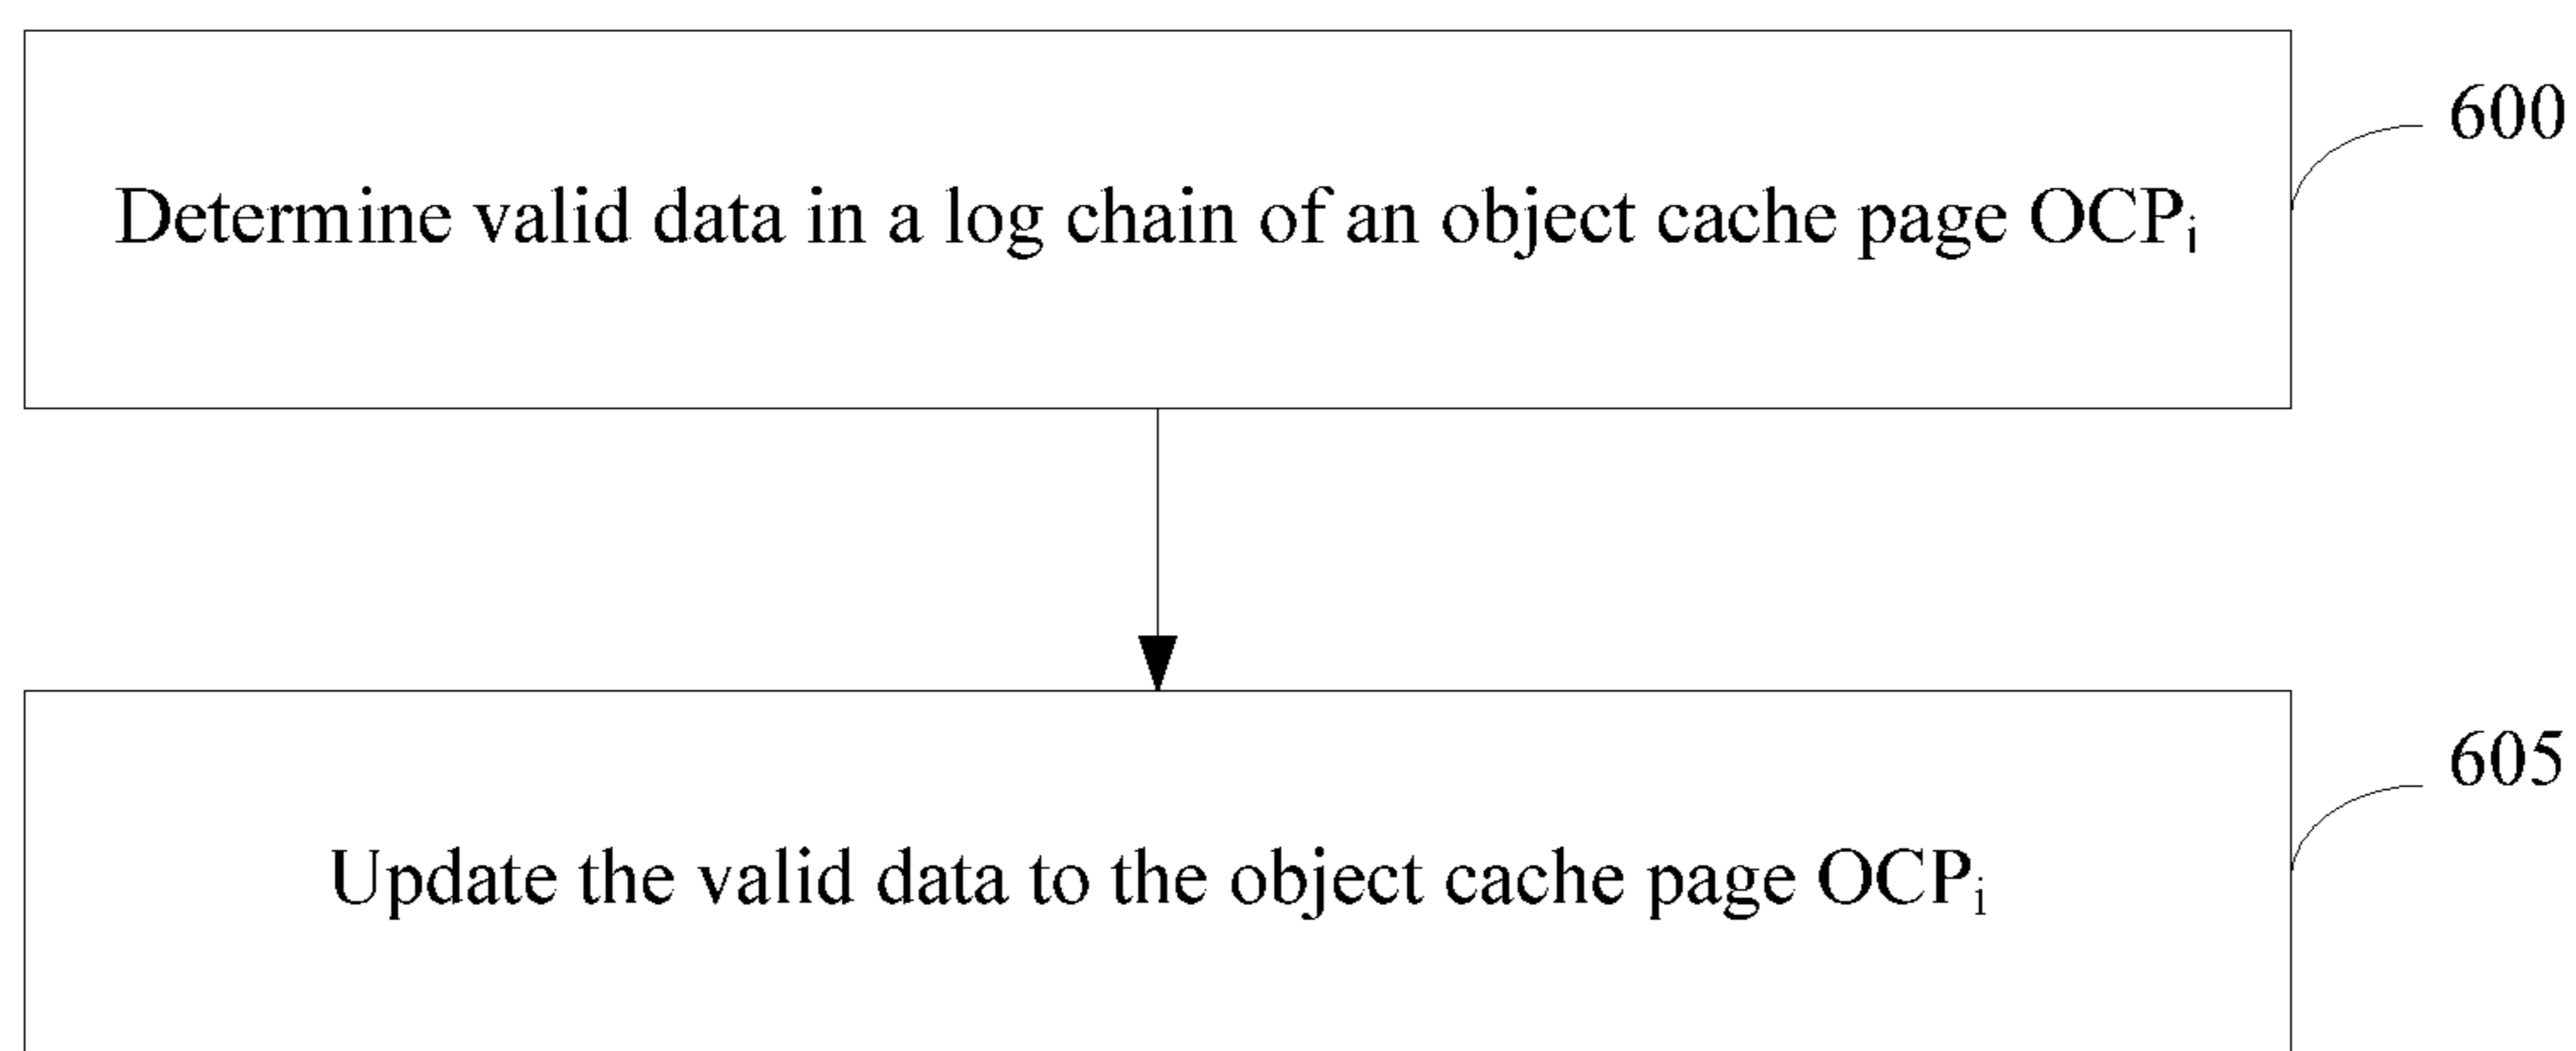 600
Determine valid data in a log chain of an object cache page OCPᵢ
605
Update the valid data to the object cache page OCPᵢ